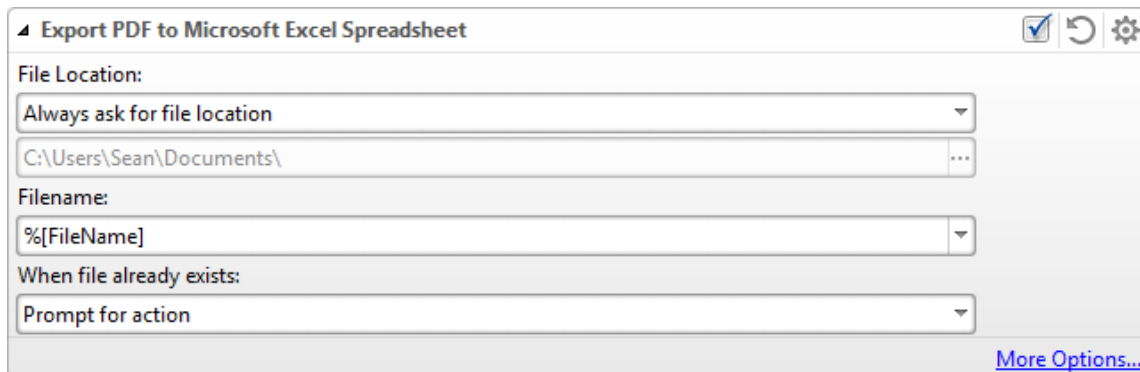 Export PDF to Microsoft Excel Spreadsheet
File Location:
Always ask for file location
C:\Users\Sean\Documents\
...
Filename:
%[FileName]
When file already exists:
Prompt for action
More Options...